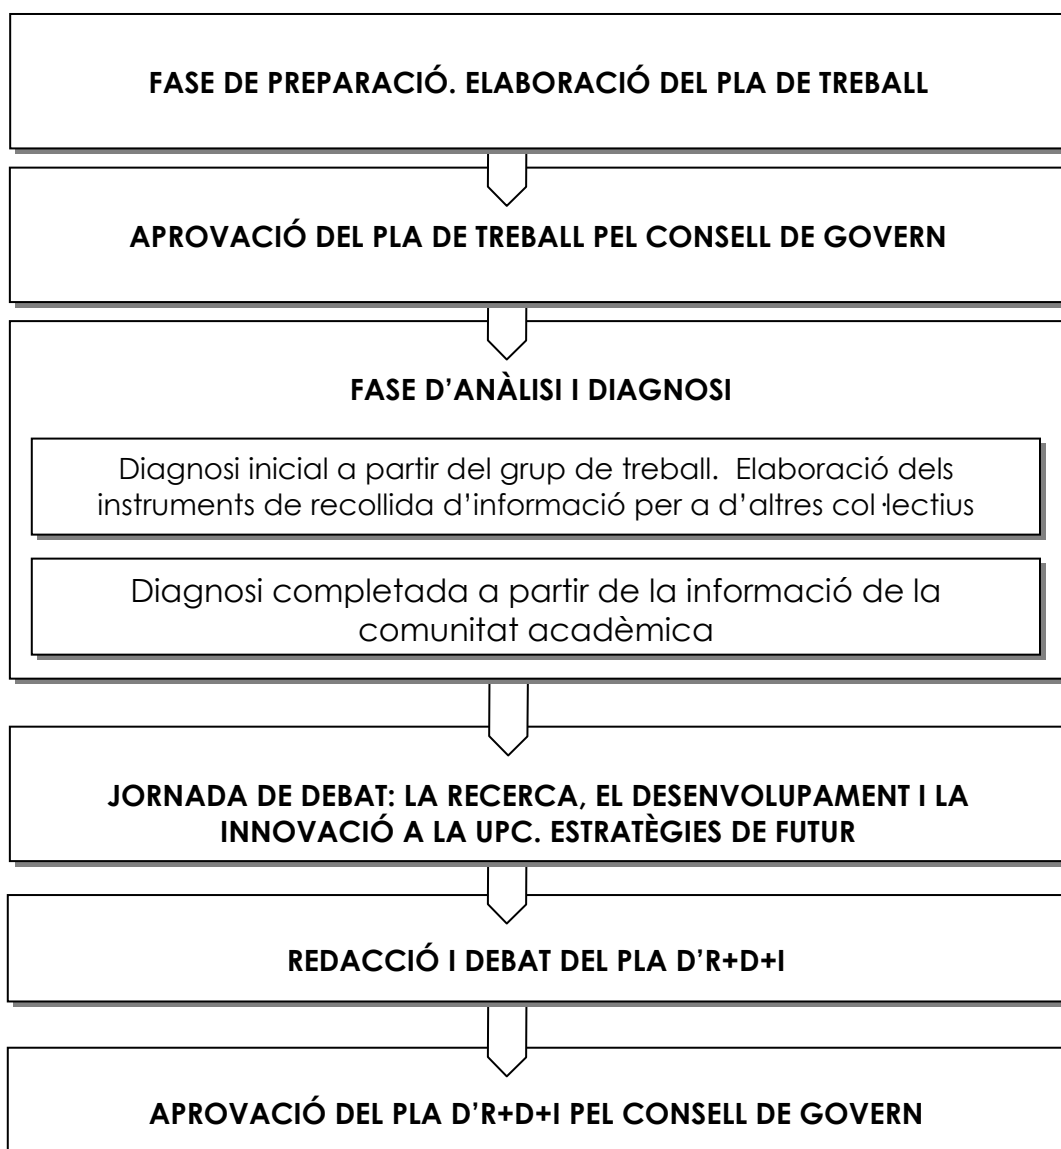 FASE DE PREPARACIÓ. ELABORACIÓ DEL PLA DE TREBALL
APROVACIÓ DEL PLA DE TREBALL PEL CONSELL DE GOVERN
FASE D’ANÀLISI I DIAGNOSI
Diagnosi inicial a partir del grup de treball. Elaboració dels
instruments de recollida d’informació per a d’altres col·lectius
Diagnosi completada a partir de la informació de la
comunitat acadèmica
JORNADA DE DEBAT: LA RECERCA, EL DESENVOLUPAMENT I LA
INNOVACIÓ A LA UPC. ESTRATÈGIES DE FUTUR
REDACCIÓ I DEBAT DEL PLA D’R+D+I
APROVACIÓ DEL PLA D’R+D+I PEL CONSELL DE GOVERN